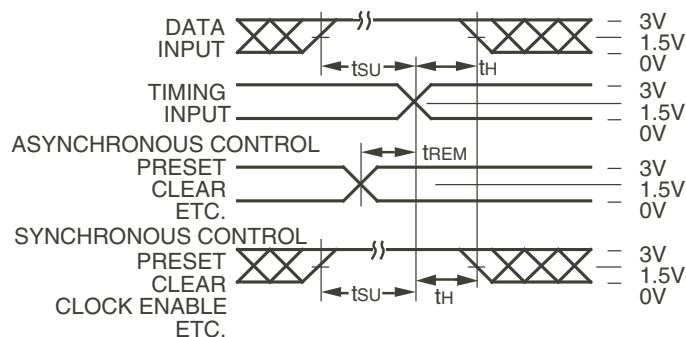 DATA
INPUT
tSU
tH
3V
1.5V
0V
TIMING
INPUT
3V
1.5V
0V
ASYNCHRONOUS CONTROL
PRESET
CLEAR
ETC.
tREM
3V
1.5V
0V
SYNCHRONOUS CONTROL
PRESET
CLEAR
CLOCK ENABLE
ETC.
tSU
tH
3V
1.5V
0V